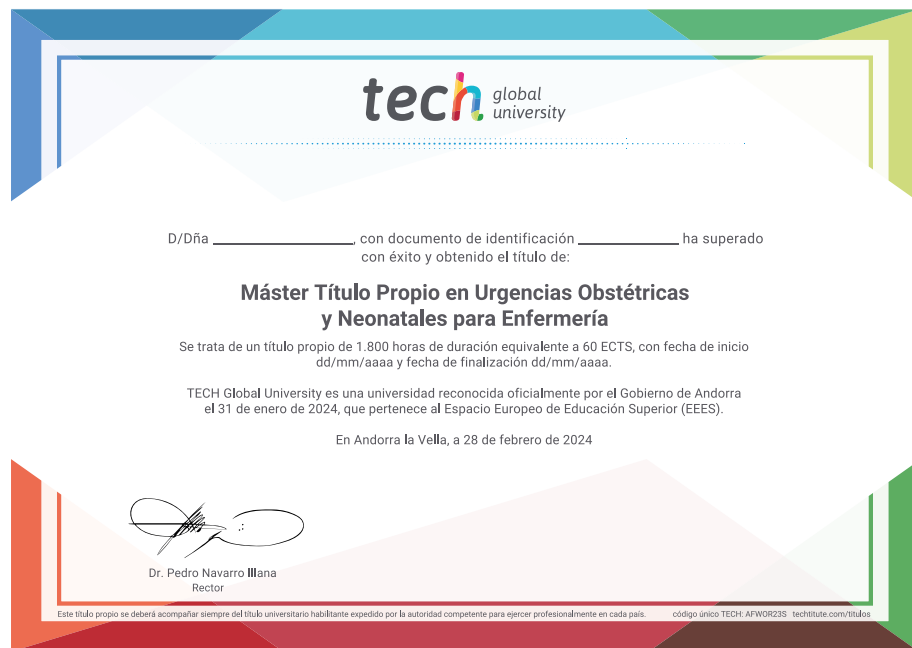 tech global university
D/Dña ____________________, con documento de identificación ______________ ha superado
con éxito y obtenido el título de:
Máster Título Propio en Urgencias Obstétricas
y Neonatales para Enfermería
Se trata de un título propio de 1.800 horas de duración equivalente a 60 ECTS, con fecha de inicio
dd/mm/aaaa y fecha de finalización dd/mm/aaaa.
TECH Global University es una universidad reconocida oficialmente por el Gobierno de Andorra
el 31 de enero de 2024, que pertenece al Espacio Europeo de Educación Superior (EEES).
En Andorra la Vella, a 28 de febrero de 2024
Dr. Pedro Navarro Illana
Rector
Este título propio se deberá acompañar siempre del título universitario habilitante expedido por la autoridad competente para ejercer profesionalmente en cada país. código único TECH: AFWOR23S techtitute.com/titulos